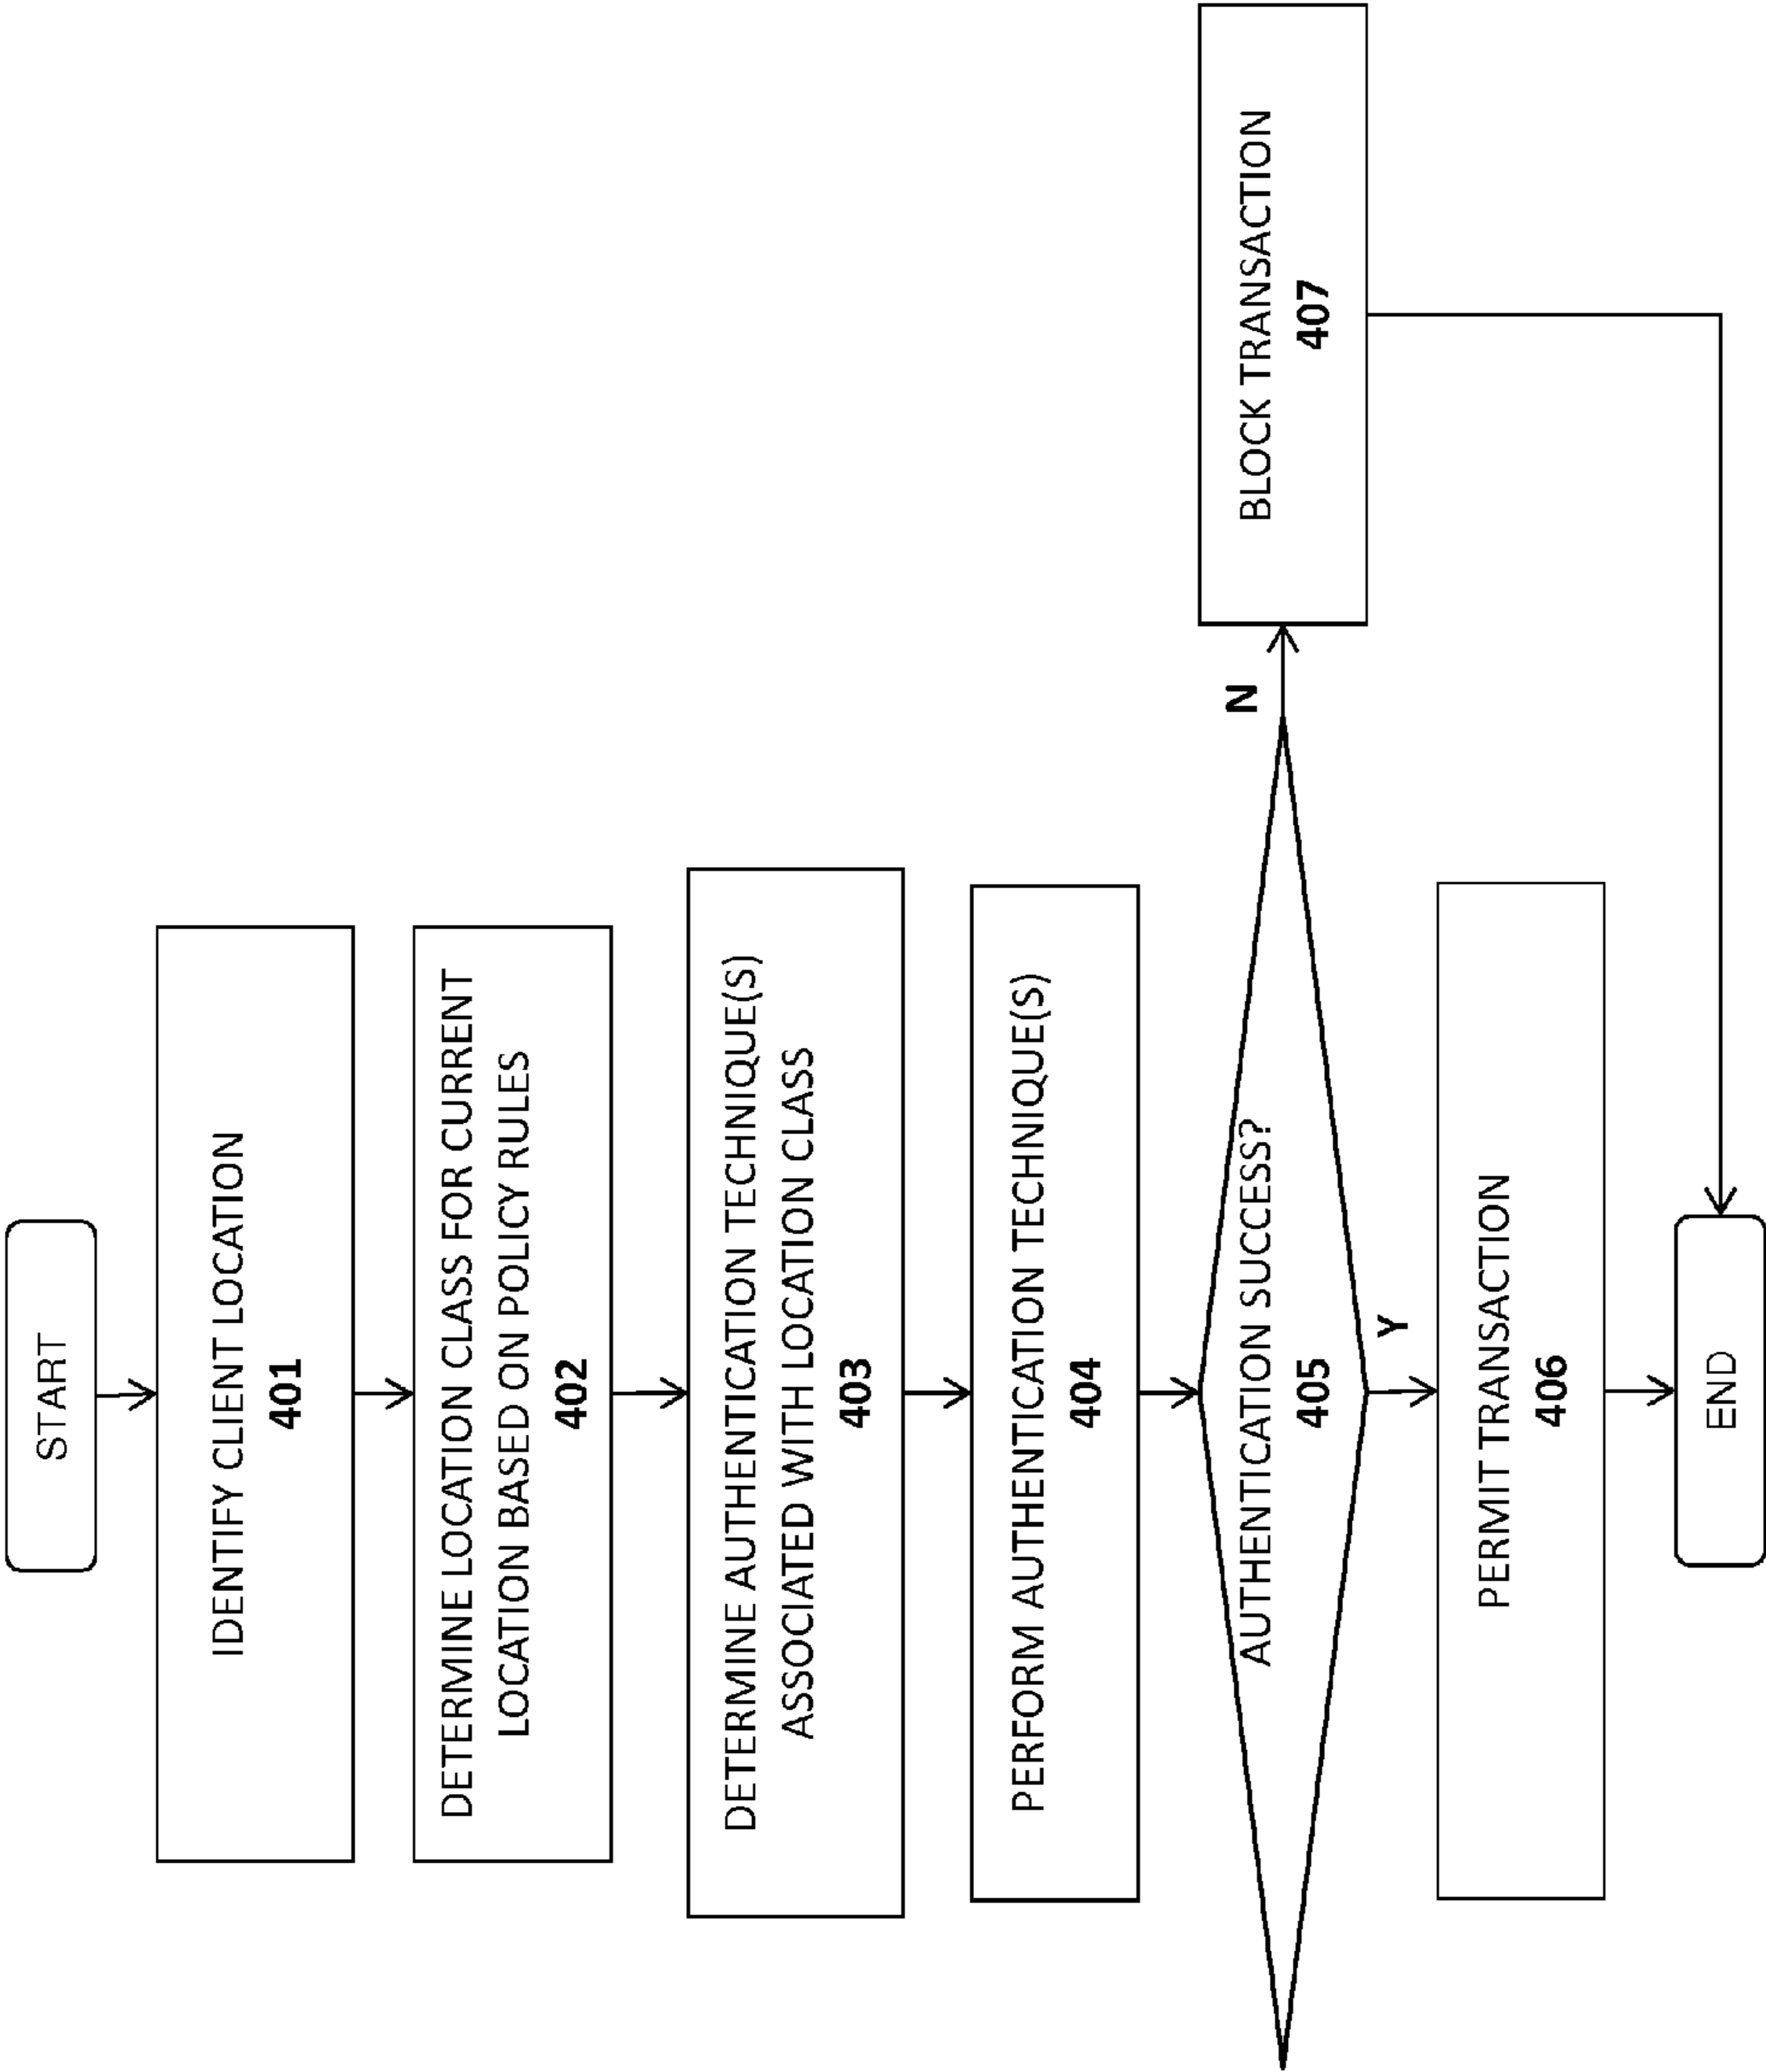 START
IDENTIFY CLIENT LOCATION
401
DETERMINE LOCATION CLASS FOR CURRENT
LOCATION BASED ON POLICY RULES
402
DETERMINE AUTHENTICATION TECHNIQUE(S)
ASSOCIATED WITH LOCATION CLASS
403
PERFORM AUTHENTICATION TECHNIQUE(S)
404
AUTHENTICATION SUCCESS?
405
N
BLOCK TRANSACTION
407
Y
PERMIT TRANSACTION
406
END